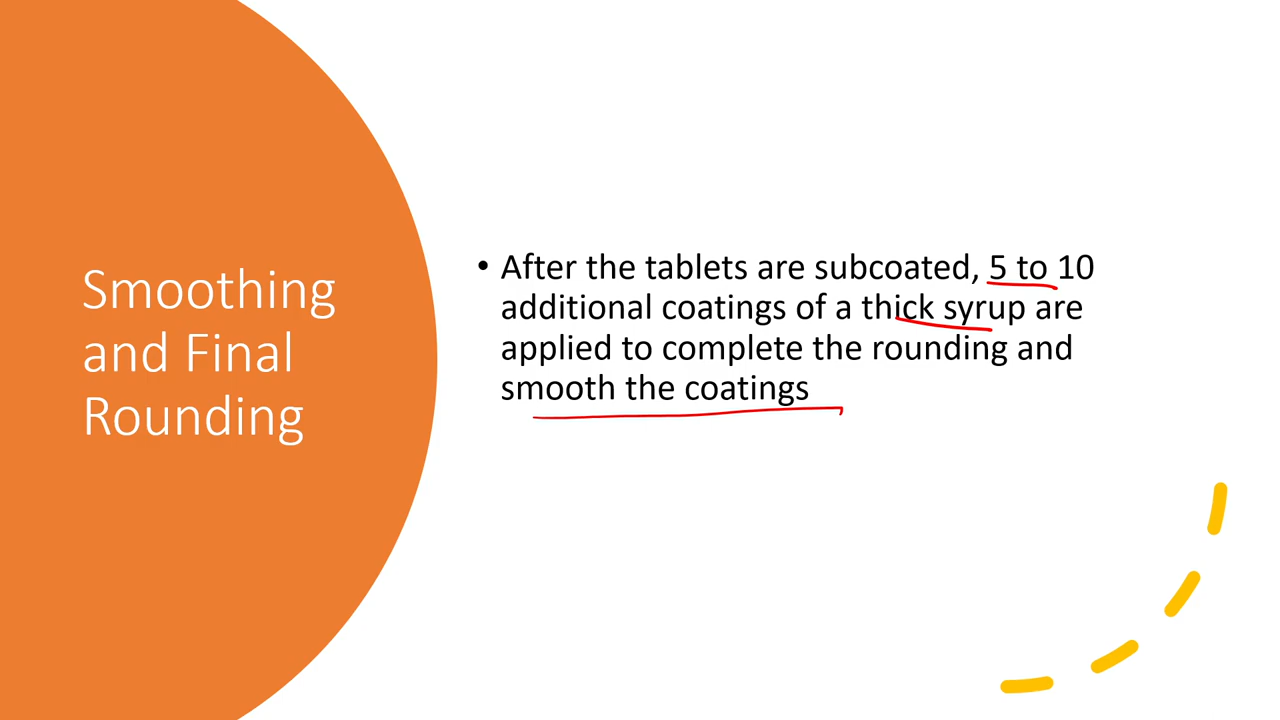 Smoothing
and Final
Rounding
• After the tablets are subcoated, 5 to 10
additional coatings of a thick syrup are
applied to complete the rounding and
smooth the coatings